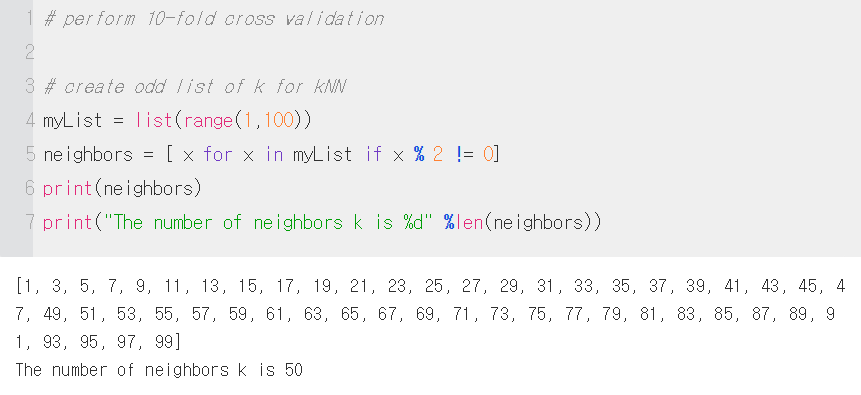 1 # perform 10-fold cross validation
2
3 # create odd list of k for kNN
4 myList = list(range(1,100))
5 neighbors = [ x for x in myList if x % 2 != 0]
6 print(neighbors)
7 print("The number of neighbors k is %d" %len(neighbors))
[1, 3, 5, 7, 9, 11, 13, 15, 17, 19, 21, 23, 25, 27, 29, 31, 33, 35, 37, 39, 41, 43, 45, 4
7, 49, 51, 53, 55, 57, 59, 61, 63, 65, 67, 69, 71, 73, 75, 77, 79, 81, 83, 85, 87, 89, 9
1, 93, 95, 97, 99]
The number of neighbors k is 50